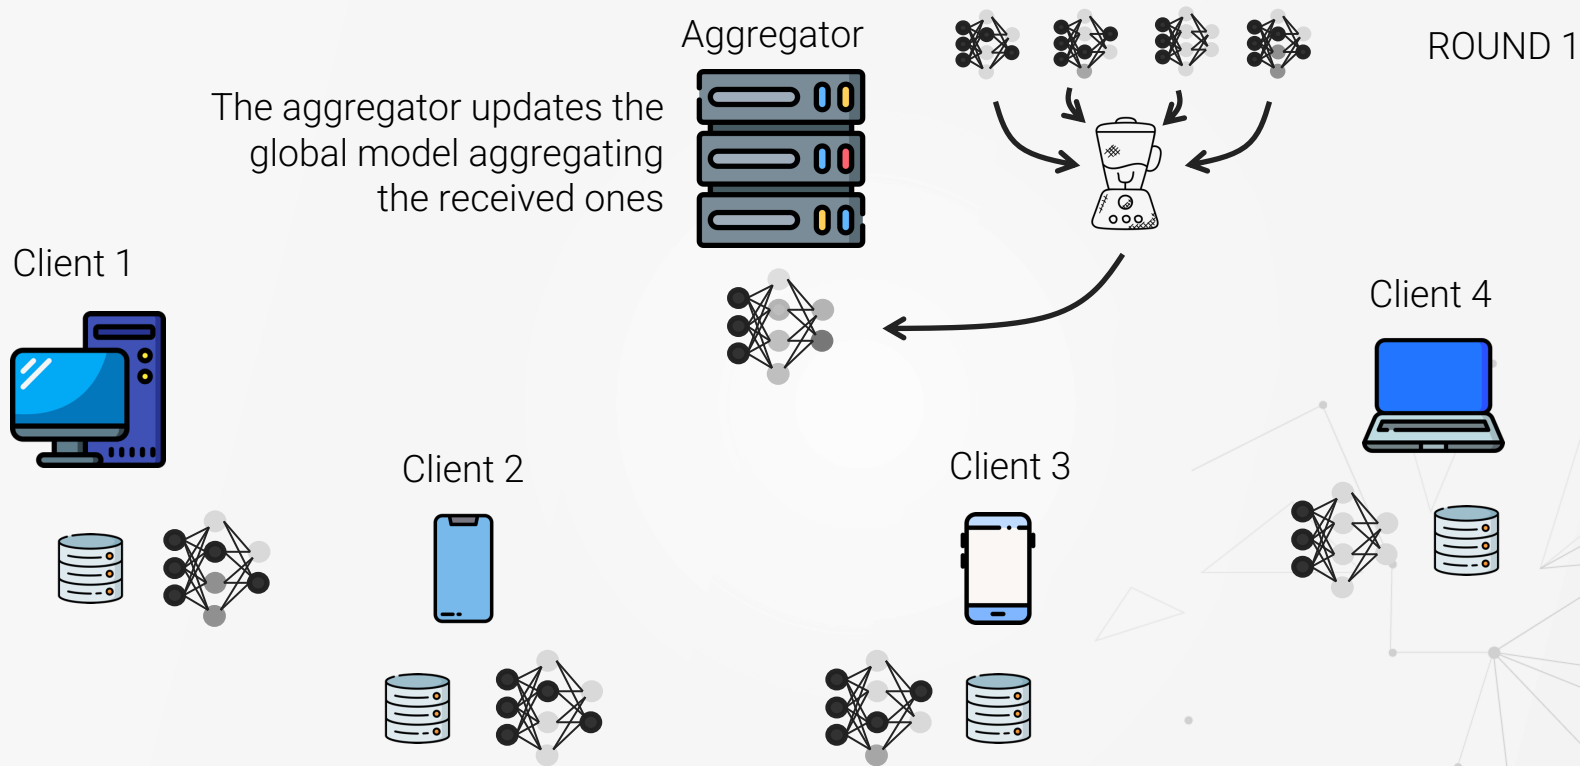 Aggregator
ROUND 1
The aggregator updates the
global model aggregating
the received ones
Client 1
Client 4
Client 2
Client 3